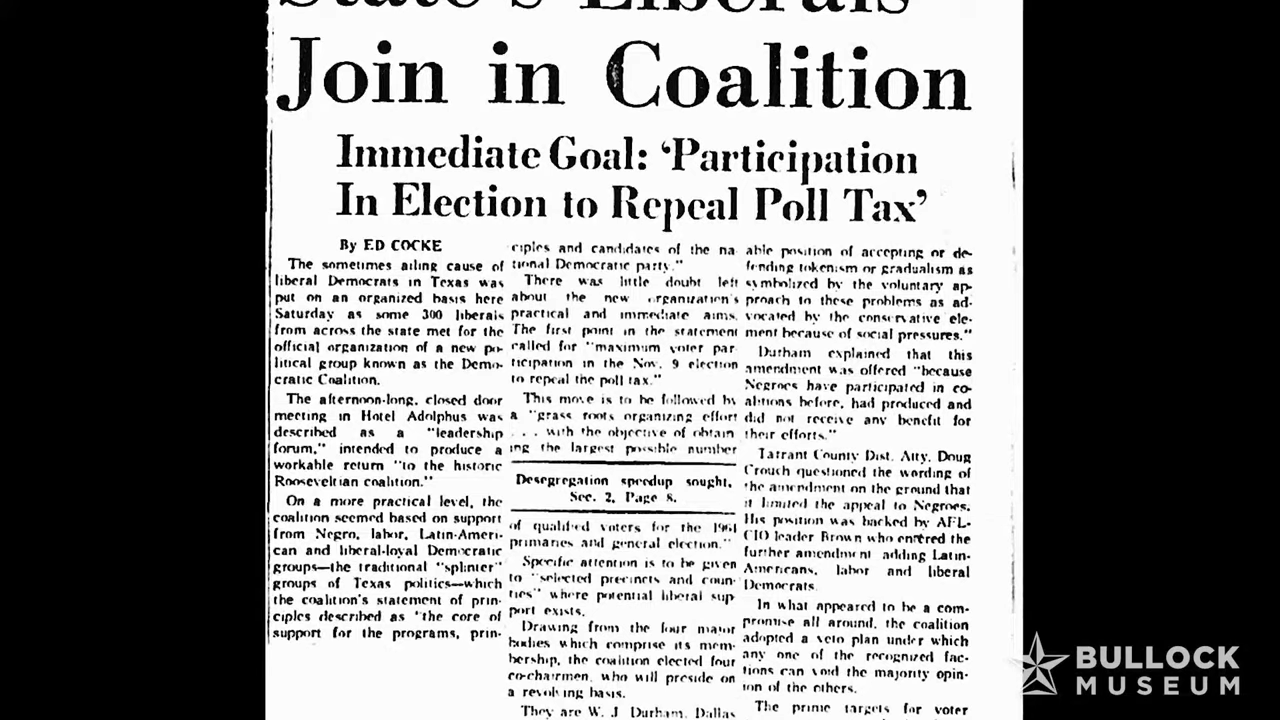 State's Liberals
Join in Coalition
Immediate Goal: 'Participation
In Election to Repeal Poll Tax'
By ED COCKE
The sometimes ailing cause of
liberal Democrats in Texas was
put on an organized basis here
Saturday as some 300 liberals
from across the state met for the
official organization of a new po-
litical group known as the Demo-
cratic Coalition.
The afternoon-long, closed door
meeting in Hotel Adolphus was
described as a "leadership
forum," intended to produce a
workable return "to the historic
Rooseveltian coalition."
On a more practical level, the
coalition seemed based on support
from Negro, labor, Latin-Ameri-
can and liberal-loyal Democratic
groups—the traditional "splinter"
groups of Texas politics—which
the coalition's statement of prin-
ciples described as "the core of
support for the programs, prin-
ciples and candidates of the na-
tional Democratic party."
There was little doubt left
about the new organization's
practical and immediate aims.
The first point in the statement
called for "maximum voter par-
ticipation in the Nov. 9 election
to repeal the poll tax."
This move is to be followed by
a "grass roots organizing effort
. . . with the objective of obtain
ing the largest possible number
Desegregation speedup sought,
Sec. 2, Page 8.
of qualified voters for the 1964
primaries and general election."
Specific attention is to be given
to "selected precincts and coun-
ties" where potential liberal sup-
port exists.
Drawing from the four major
bodies which comprise its mem-
bership, the coalition elected four
co-chairmen, who will preside on
a revolving basis.
They are W. J. Durham, Dallas
able position of accepting or de-
fending tokenism or gradualism as
symbolized by the voluntary ap-
proach to these problems as ad-
vocated by the conservative ele-
ment because of social pressures."
Durham explained that this
amendment was offered "because
Negroes have participated in co-
alitions before, had produced and
did not receive any benefit for
their efforts."
Tarrant County Dist. Atty. Doug
Crouch questioned the wording of
the amendment on the ground that
it limited the appeal to Negroes.
His position was backed by AFL-
CIO leader Brown who entered the
further amendment adding Latin-
Americans, labor and liberal
Democrats.
In what appeared to be a com-
promise all around, the coalition
adopted a veto plan under which
any one of the recognized fac-
tions can void the majority opin-
ion of the others.
The prime targets for voter
BULLOCK
MUSEUM